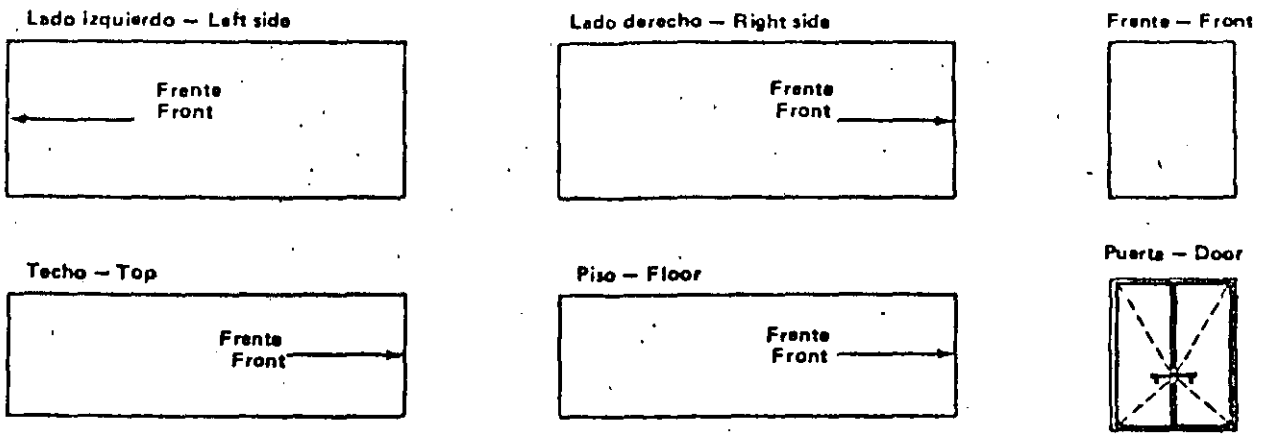 Lado izquierdo – Left side
Frente
Front
Lado derecho – Right side
Frente
Front
Frente – Front
Techo – Top
Frente
Front
Piso – Floor
Frente
Front
Puerta – Door